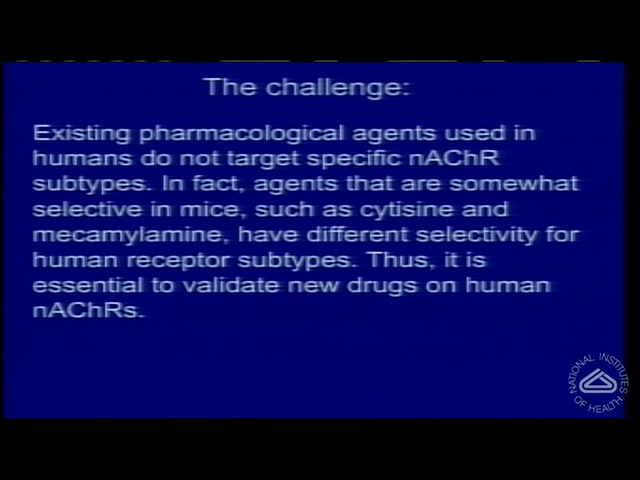 The challenge:
Existing pharmacological agents used in
humans do not target specific nAChR
subtypes. In fact, agents that are somewhat
selective in mice, such as cytisine and
mecamylamine, have different selectivity for
human receptor subtypes. Thus, it is
essential to validate new drugs on human
nAChRs.
NATIONAL INSTITUTES
OF HEALTH